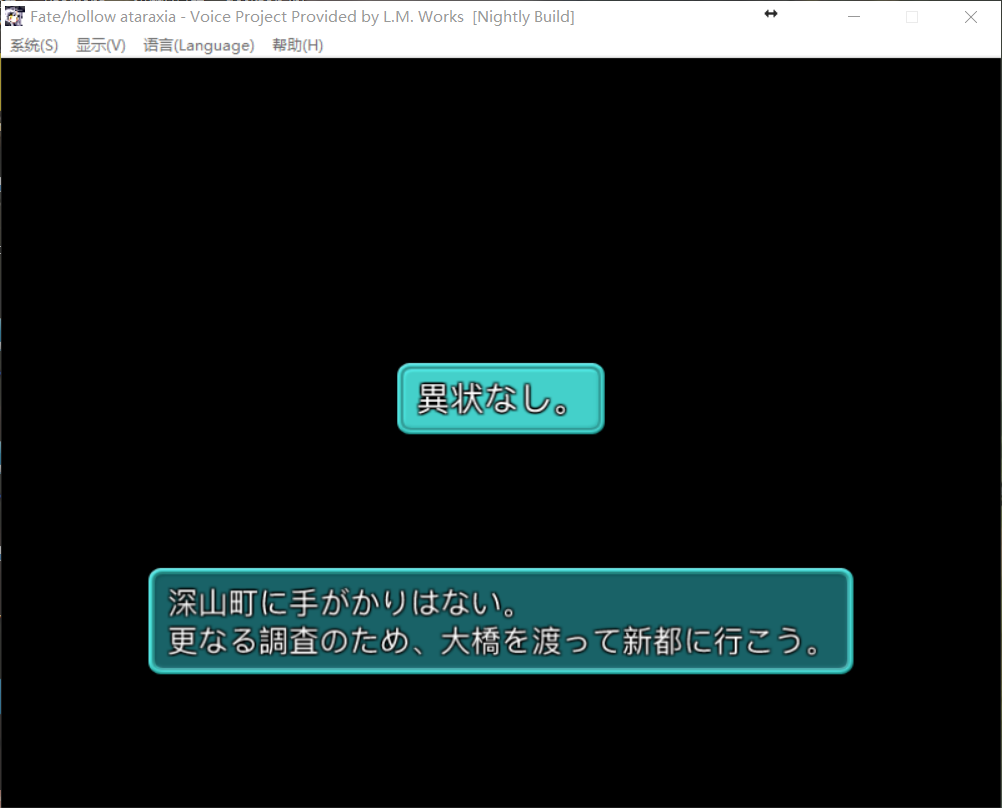 Fate/hollow ataraxia - Voice Project Provided by L.M. Works [Nightly Build]
系统(S) 显示(V) 语言(Language) 帮助(H)
異状なし。
深山町に手がかりはない。
更なる調査のため、大橋を渡って新都に行こう。